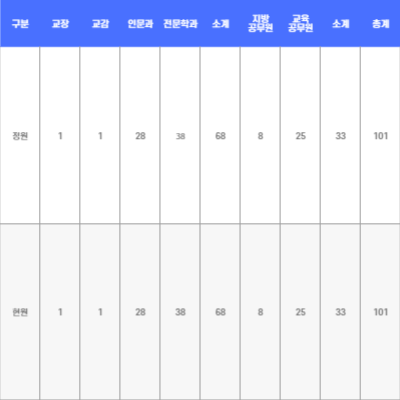 구분 교장 교감 인문과 전문학과 소계 지방 공무원 교육 공무원 소계 총계
정원 1 1 28 38 68 8 25 33 101
현원 1 1 28 38 68 8 25 33 101